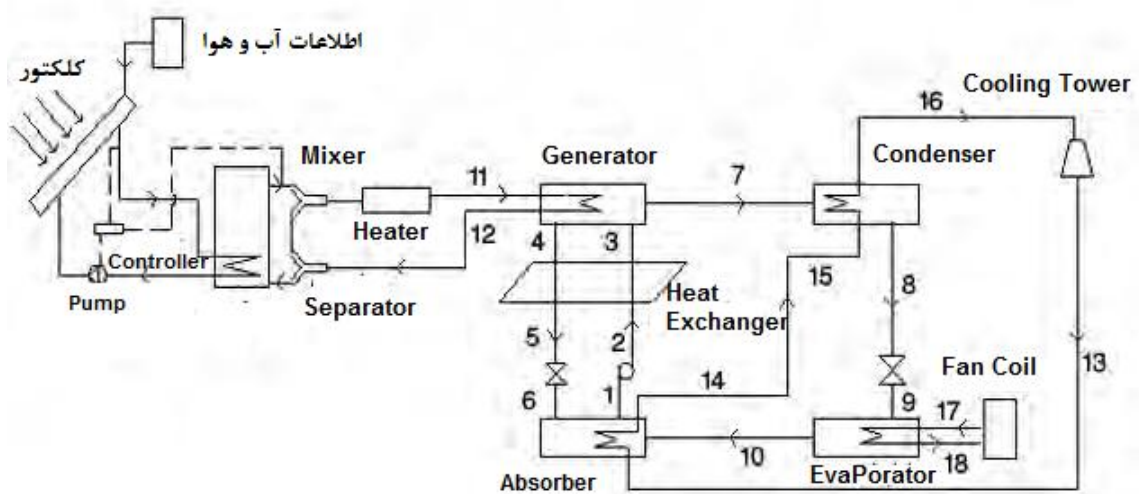 اطلاعات آب و هوا
کلکتور
Cooling Tower
16
Mixer
Generator
Condenser
11
7
Heater
12
4
3
15
8
Controller
Pump
Separator
Heat
Exchanger
5
2
14
13
Fan Coil
6
1
9
17
10
18
Absorber
EvaPorator